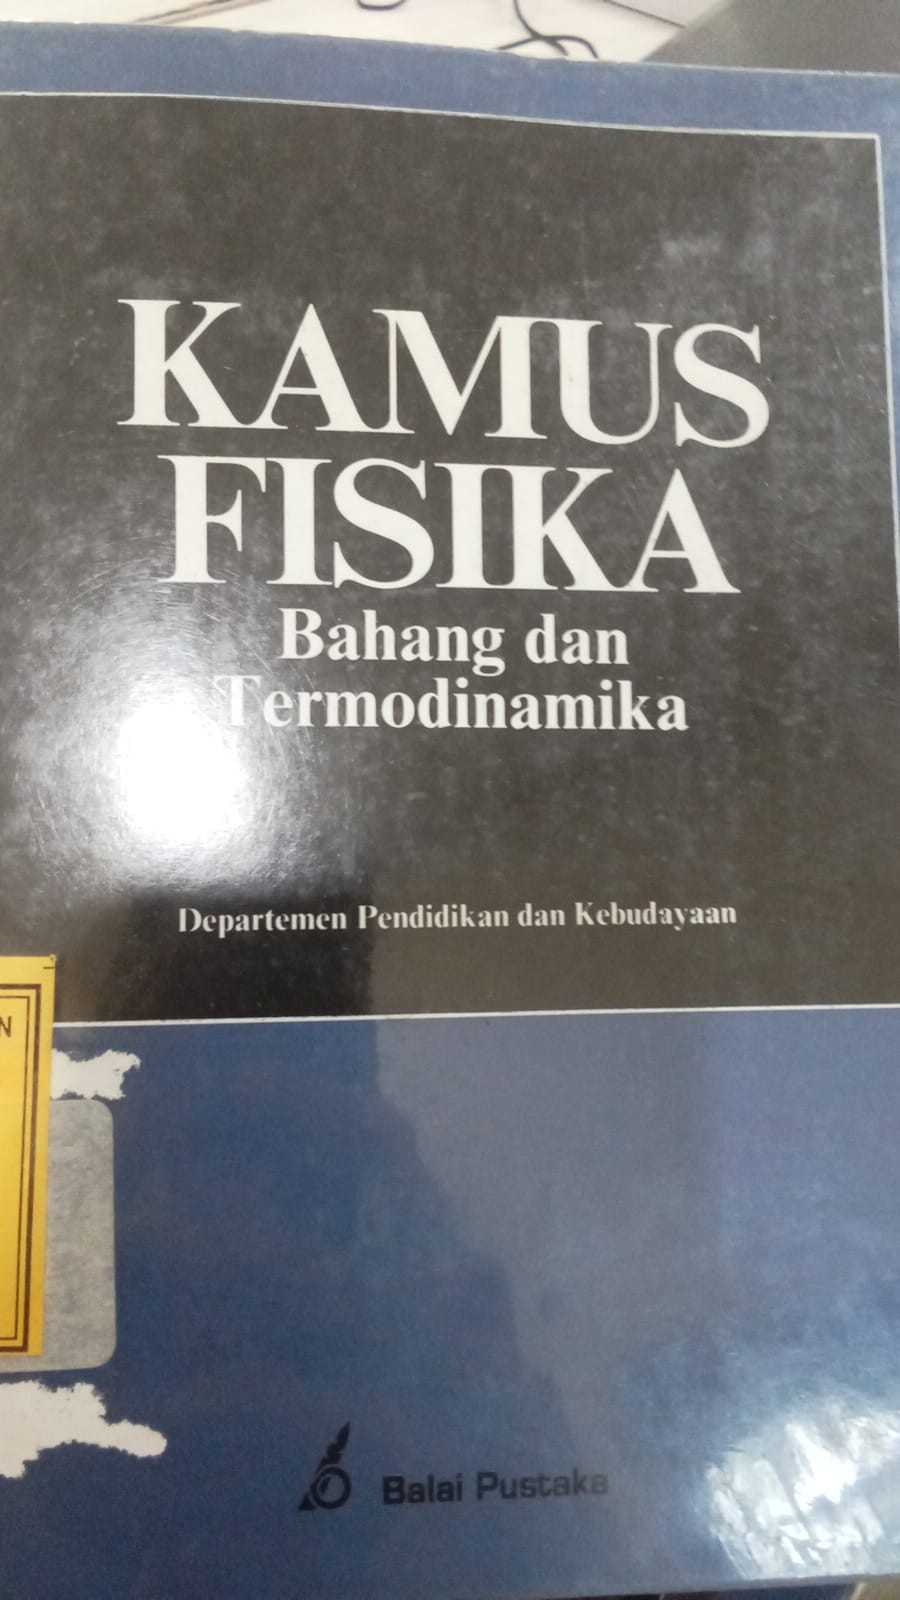 KAMUS
FISIKA
Bahang dan
Termodinamika
Departemen Pendidikan dan Kebudayaan
N
Balai Pustaka